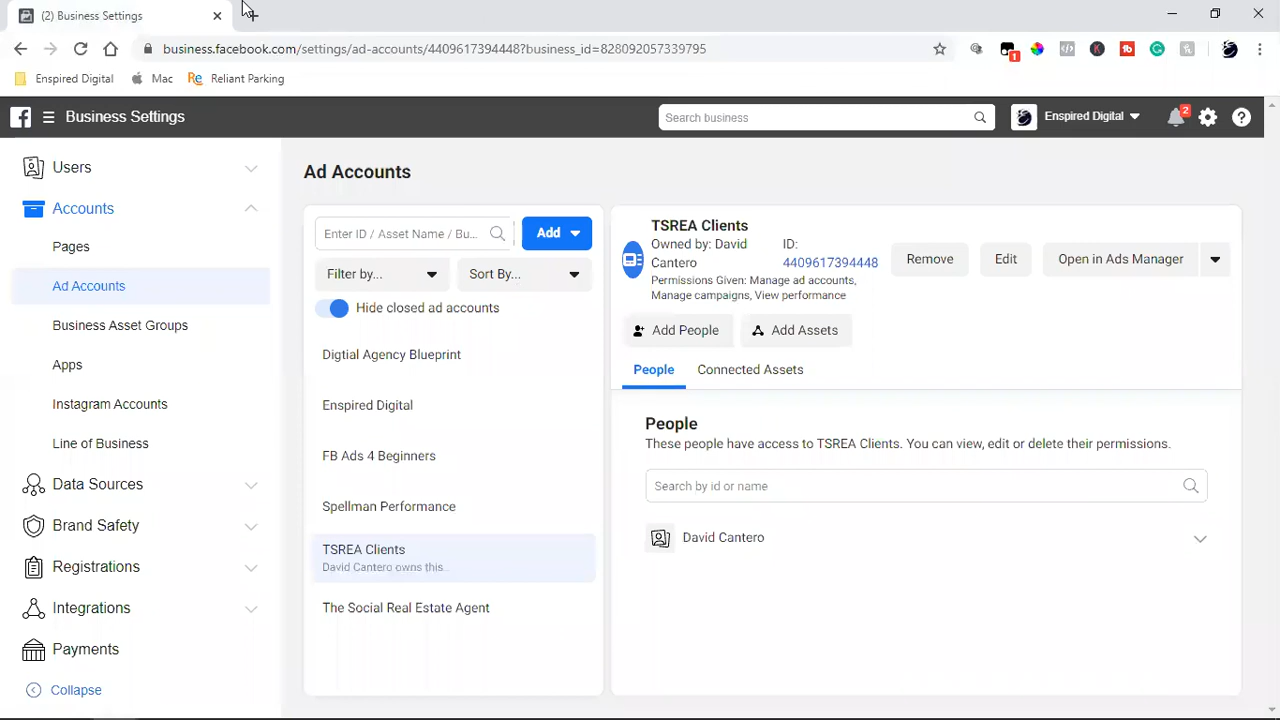 (2) Business Settings
business.facebook.com/settings/ad-accounts/4409617394448?business_id=828092057339795
1
Enspired Digital
Mac
Re
Reliant Parking
Business Settings
Search business
Enspired Digital
2
Users
Accounts
Pages
Ad Accounts
Business Asset Groups
Apps
Instagram Accounts
Line of Business
Data Sources
Brand Safety
Registrations
Integrations
Payments
Collapse
Ad Accounts
Enter ID / Asset Name / Bu...
Add
Filter by...
Sort By...
Hide closed ad accounts
Digtial Agency Blueprint
Enspired Digital
FB Ads 4 Beginners
Spellman Performance
TSREA Clients
David Cantero owns this..
The Social Real Estate Agent
TSREA Clients
Owned by: David Cantero
ID: 4409617394448
Permissions Given: Manage ad accounts,
Manage campaigns, View performance
Remove
Edit
Open in Ads Manager
Add People
Add Assets
People
Connected Assets
People
These people have access to TSREA Clients. You can view, edit or delete their permissions.
Search by id or name
David Cantero